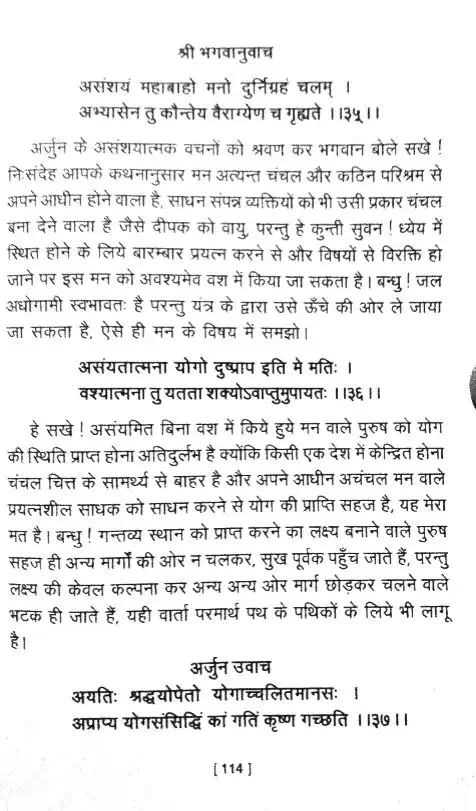 श्री भगवानुवाच
असंशयं महाबाहो मनो दुर्निग्रहं चलम् ।
अभ्यासेन तु कौन्तेय वैराग्येण च गृह्यते ।।३५।।
अर्जुन के असंशयात्मक वचनों को श्रवण कर भगवान बोले सखे !
निःसंदेह आपके कथनानुसार मन अत्यन्त चंचल और कठिन परिश्रम से
अपने आधीन होने वाला है, साधन संपन्न व्यक्तियों को भी उसी प्रकार चंचल
बना देने वाला है जैसे दीपक को वायु, परन्तु हे कुन्ती सुवन ! ध्येय में
स्थित होने के लिये बारम्बार प्रयत्न करने से और विषयों से विरक्ति हो
जाने पर इस मन को अवश्यमेव वश में किया जा सकता है। बन्धु ! जल
अधोगामी स्वभावतः है परन्तु यंत्र के द्वारा उसे ऊँचे की ओर ले जाया
जा सकता है, ऐसे ही मन के विषय में समझो।
असंयतात्मना योगो दुष्प्राप इति मे मतिः ।
वश्यात्मना तु यतता शक्योऽवाप्तुमुपायतः ।।३६।।
हे सखे ! असंयमित बिना वश में किये हुये मन वाले पुरुष को योग
की स्थिति प्राप्त होना अतिदुर्लभ है क्योंकि किसी एक देश में केन्द्रित होना
चंचल चित्त के सामर्थ्य से बाहर है और अपने आधीन अचंचल मन वाले
प्रयत्नशील साधक को साधन करने से योग की प्राप्ति सहज है, यह मेरा
मत है। बन्धु ! गन्तव्य स्थान को प्राप्त करने का लक्ष्य बनाने वाले पुरुष
सहज ही अन्य मार्गों की ओर न चलकर, सुख पूर्वक पहुँच जाते हैं, परन्तु
लक्ष्य की केवल कल्पना कर अन्य अन्य ओर मार्ग छोड़कर चलने वाले
भटक ही जाते हैं, यही वार्ता परमार्थ पथ के पथिकों के लिये भी लागू
है।
अर्जुन उवाच
अयतिः श्रद्धयोपेतो योगाच्चलितमानसः ।
अप्राप्य योगसंसिद्धिं कां गतिं कृष्ण गच्छति ।।३७।।
[ 114 ]